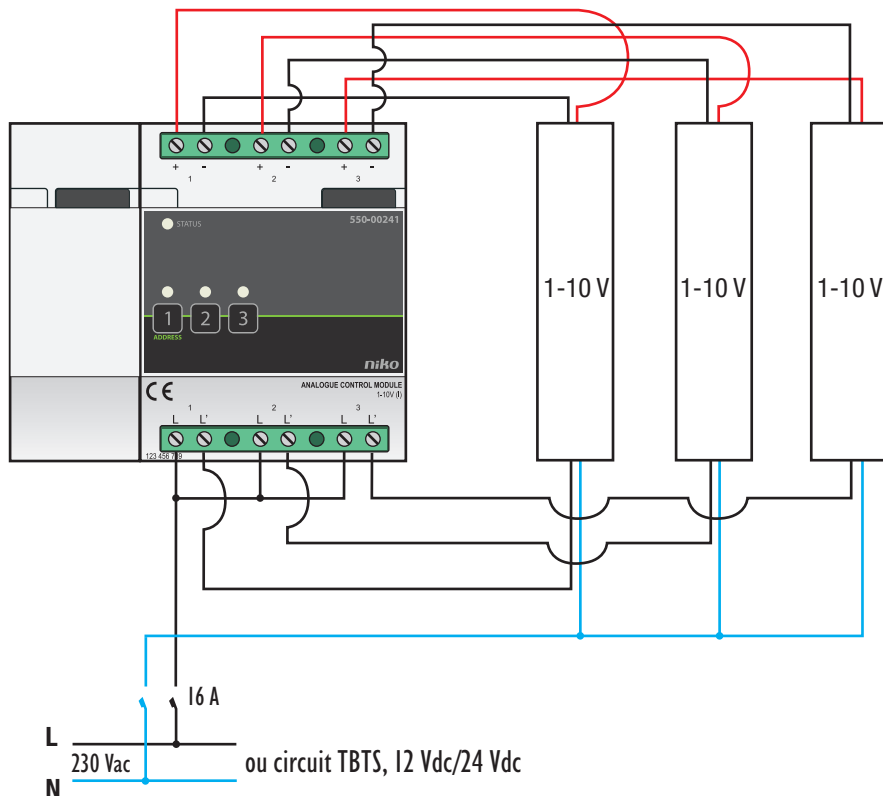 + - + - + -
1 2 3
STATUS
550-00241
1-10 V
1-10 V
1-10 V
1 2 3
ADDRESS
niko
CE
ANALOGUE CONTROL MODULE
1-10V (I)
1 2 3
L L' L L' L L'
123 456 789
16 A
L
230 Vac
ou circuit TBTS, 12 Vdc/24 Vdc
N